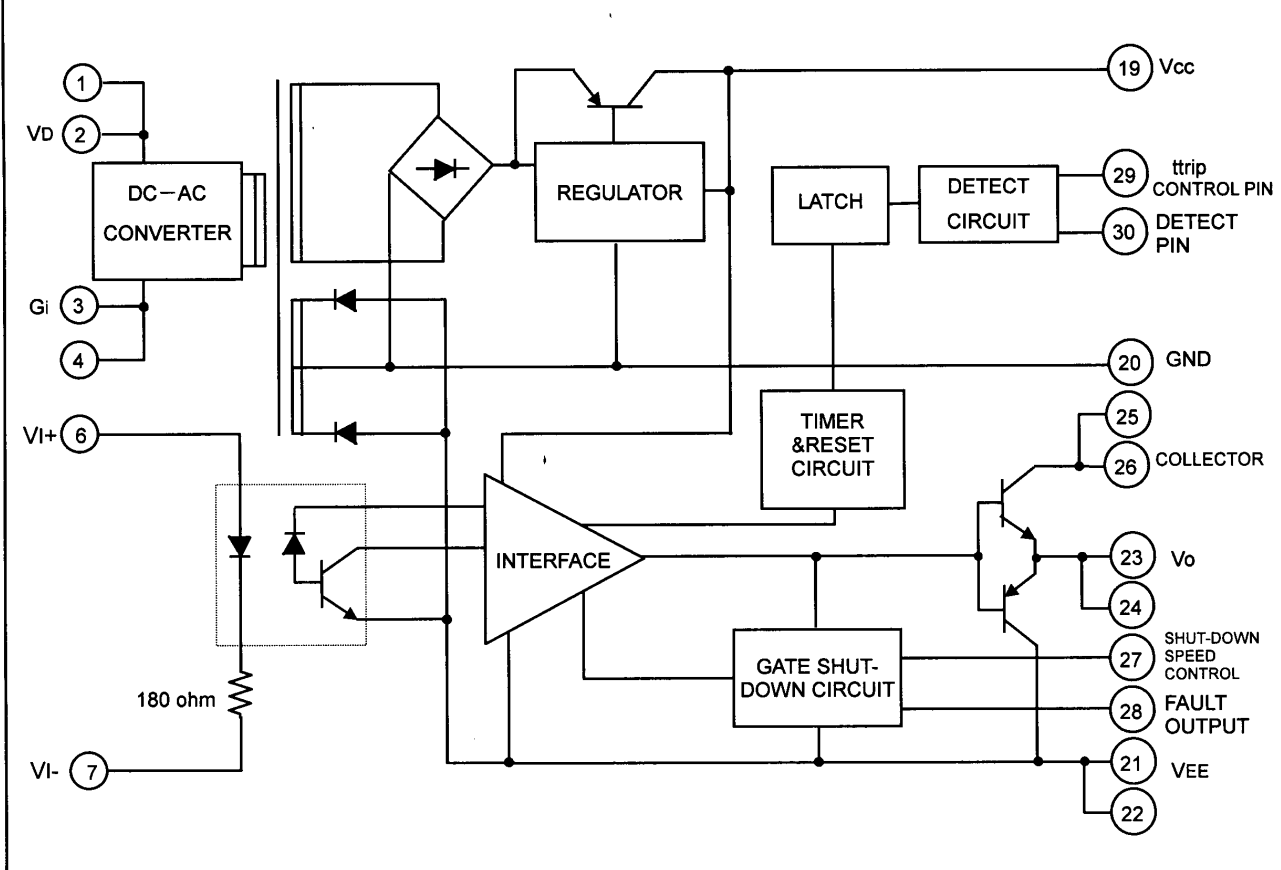 1
VD 2
DC-AC
CONVERTER
Gi 3
4
VI+ 6
180 ohm
VI- 7
REGULATOR
LATCH
DETECT
CIRCUIT
TIMER
&RESET
CIRCUIT
INTERFACE
GATE SHUT-
DOWN CIRCUIT
19 Vcc
29 ttrip
CONTROL PIN
30 DETECT
PIN
20 GND
25
26 COLLECTOR
23 Vo
24
27 SHUT-DOWN
SPEED
CONTROL
28 FAULT
OUTPUT
21 VEE
22